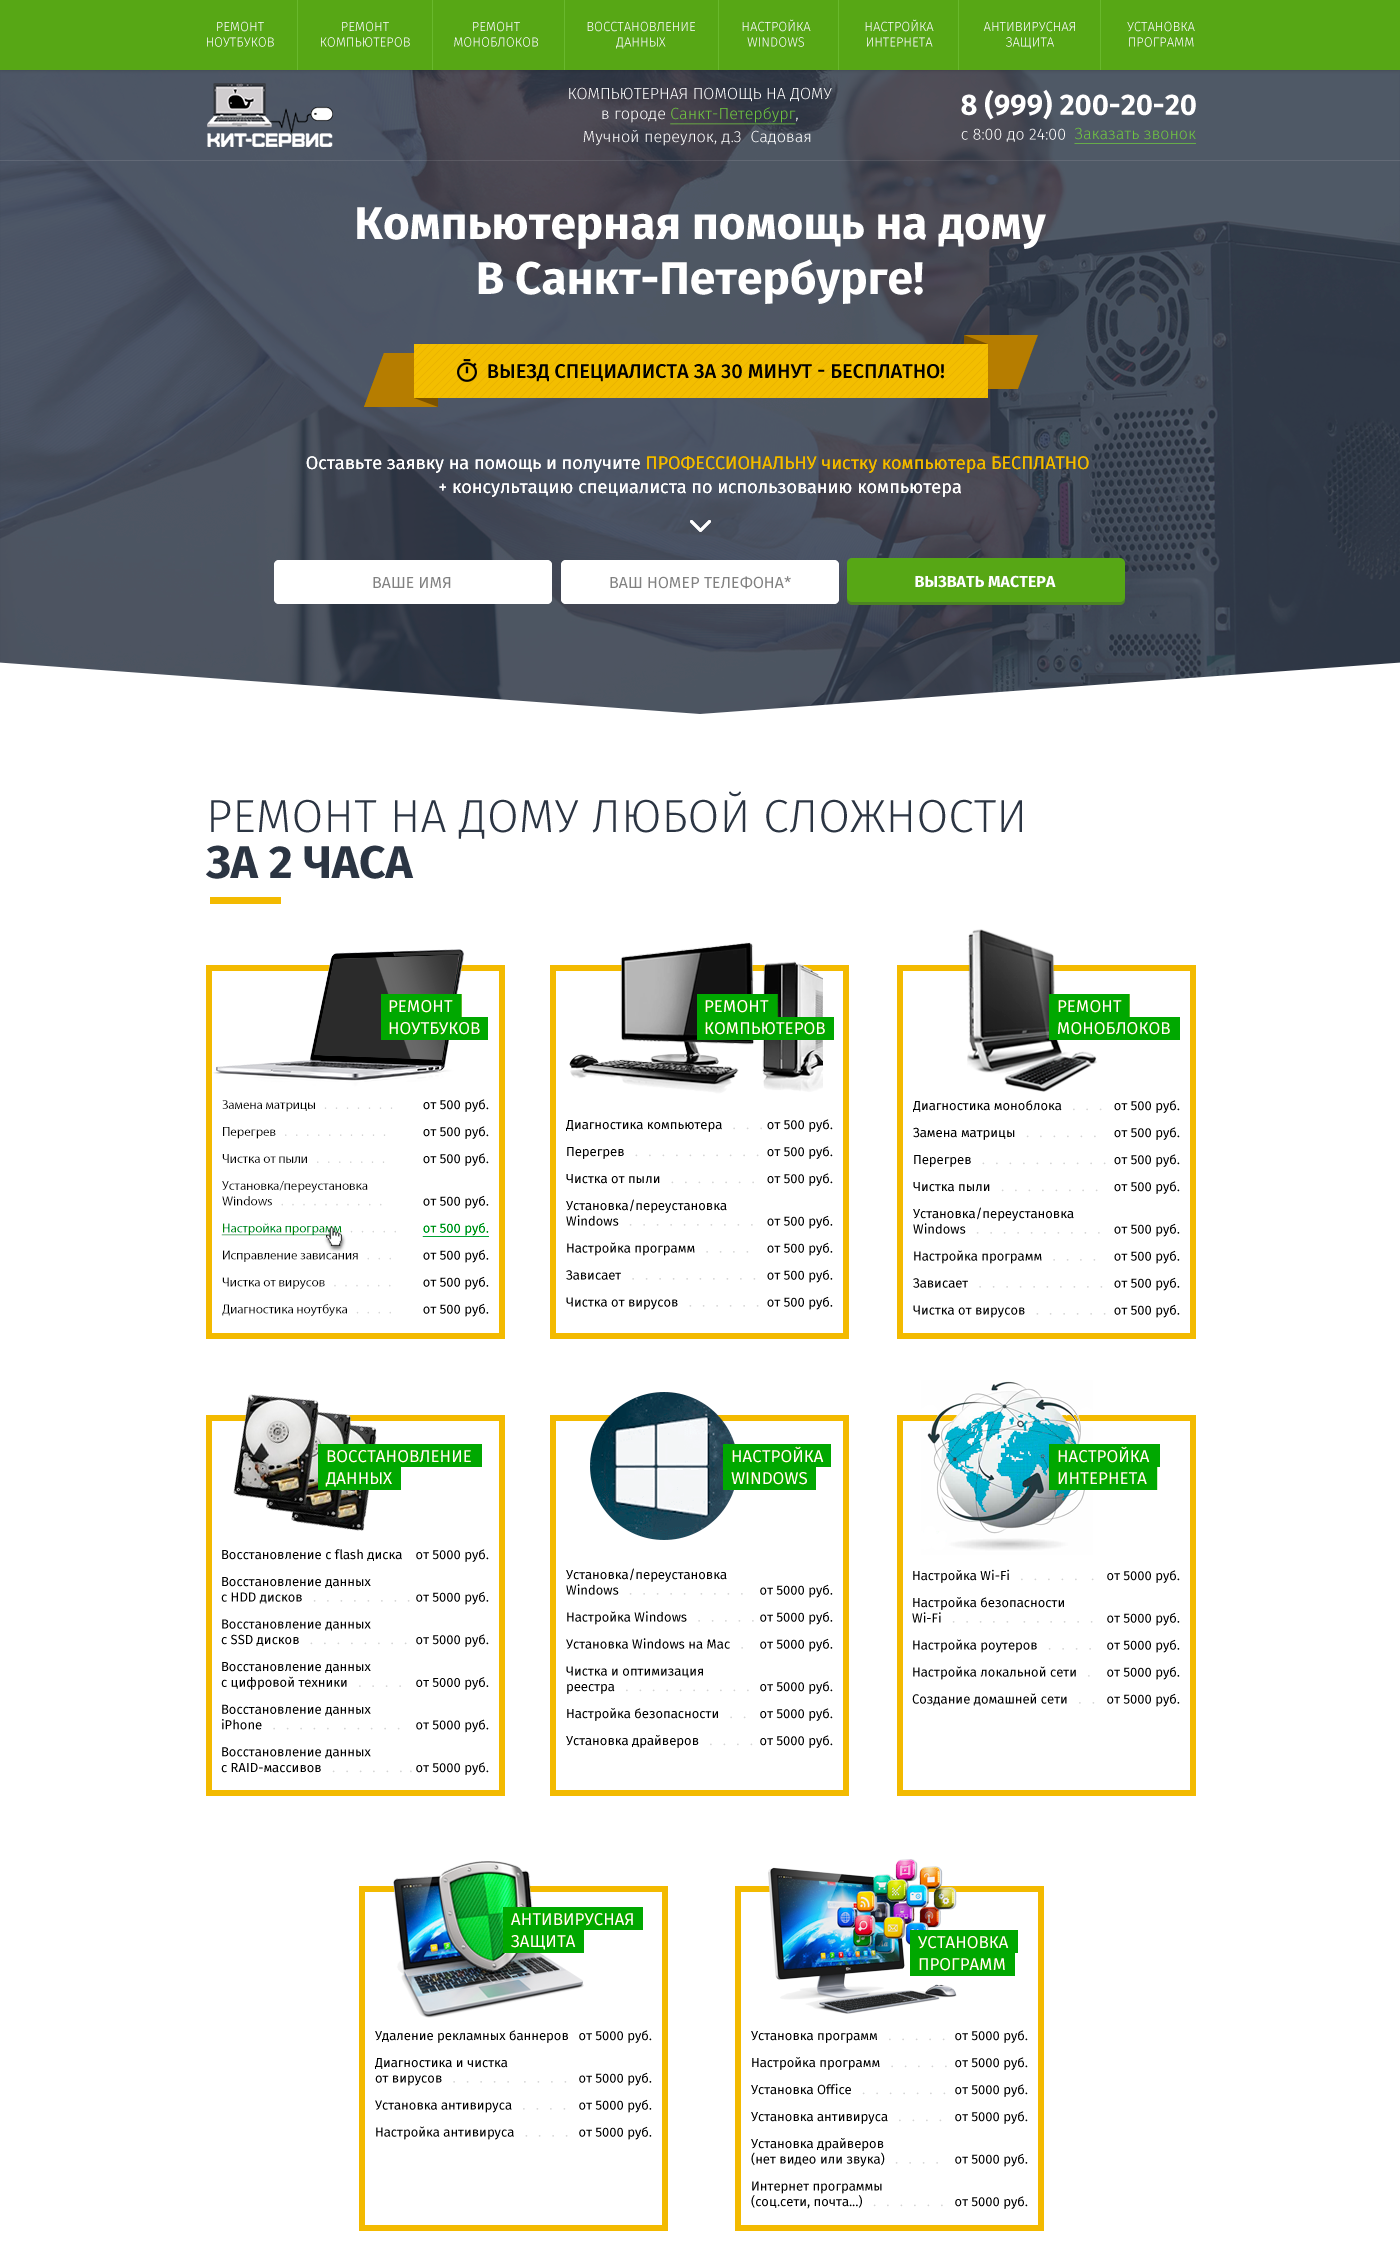 РЕМОНТ
НОУТБУКОВ
РЕМОНТ
КОМПЬЮТЕРОВ
РЕМОНТ
МОНОБЛОКОВ
ВОССТАНОВЛЕНИЕ
ДАННЫХ
НАСТРОЙКА
WINDOWS
НАСТРОЙКА
ИНТЕРНЕТА
АНТИВИРУСНАЯ
ЗАЩИТА
УСТАНОВКА
ПРОГРАММ
КИТ-СЕРВИС
КОМПЬЮТЕРНАЯ ПОМОЩЬ НА ДОМУ
в городе Санкт-Петербург,
Мучной переулок, д.3 Садовая
8 (999) 200-20-20
с 8:00 до 24:00 Заказать звонок
Компьютерная помощь на дому
В Санкт-Петербурге!
ВЫЕЗД СПЕЦИАЛИСТА ЗА 30 МИНУТ - БЕСПЛАТНО!
Оставьте заявку на помощь и получите ПРОФЕССИОНАЛЬНУ чистку компьютера БЕСПЛАТНО
+ консультацию специалиста по использованию компьютера
ВАШЕ ИМЯ
ВАШ НОМЕР ТЕЛЕФОНА*
ВЫЗВАТЬ МАСТЕРА
РЕМОНТ НА ДОМУ ЛЮБОЙ СЛОЖНОСТИ
ЗА 2 ЧАСА
РЕМОНТ
НОУТБУКОВ
Замена матрицы . . . . . . . от 500 руб.
Перегрев . . . . . . . . . . от 500 руб.
Чистка от пыли . . . . . . от 500 руб.
Установка/переустановка
Windows . . . . . . . . от 500 руб.
Настройка программ . . . . от 500 руб.
Исправление зависания . . от 500 руб.
Чистка от вирусов . . . . . от 500 руб.
Диагностика ноутбука . . . . от 500 руб.
РЕМОНТ
КОМПЬЮТЕРОВ
Диагностика компьютера . . . от 500 руб.
Перегрев . . . . . . . . . . от 500 руб.
Чистка от пыли . . . . . . . от 500 руб.
Установка/переустановка
Windows . . . . . . . . . . от 500 руб.
Настройка программ . . . . от 500 руб.
Зависает . . . . . . . . . . от 500 руб.
Чистка от вирусов . . . . . . от 500 руб.
РЕМОНТ
МОНОБЛОКОВ
Диагностика моноблока . . . от 500 руб.
Замена матрицы . . . . . . от 500 руб.
Перегрев . . . . . . . . . . от 500 руб.
Чистка пыли . . . . . . . . от 500 руб.
Установка/переустановка
Windows . . . . . . . . . . от 500 руб.
Настройка программ . . . . от 500 руб.
Зависает . . . . . . . . . . от 500 руб.
Чистка от вирусов . . . . . . от 500 руб.
ВОССТАНОВЛЕНИЕ
ДАННЫХ
Восстановление с flash диска от 5000 руб.
Восстановление данных
с HDD дисков . . . . . . . . от 5000 руб.
Восстановление данных
с SSD дисков . . . . . . . . от 5000 руб.
Восстановление данных
с цифровой техники . . . . от 5000 руб.
Восстановление данных
iPhone . . . . . . . . . . от 5000 руб.
Восстановление данных
с RAID-массивов . . . . . . . от 5000 руб.
НАСТРОЙКА
WINDOWS
Установка/переустановка
Windows . . . . . . . . . от 5000 руб.
Настройка Windows . . . . . от 5000 руб.
Установка Windows на Mac . от 5000 руб.
Чистка и оптимизация
реестра . . . . . . . . . . от 5000 руб.
Настройка безопасности . . от 5000 руб.
Установка драйверов . . . . от 5000 руб.
НАСТРОЙКА
ИНТЕРНЕТА
Настройка Wi-Fi . . . . . . от 5000 руб.
Настройка безопасности
Wi-Fi . . . . . . . . . . . от 5000 руб.
Настройка роутеров . . . . от 5000 руб.
Настройка локальной сети . от 5000 руб.
Создание домашней сети . . от 5000 руб.
АНТИВИРУСНАЯ
ЗАЩИТА
Удаление рекламных баннеров от 5000 руб.
Диагностика и чистка
от вирусов . . . . . . . . . от 5000 руб.
Установка антивируса . . . . от 5000 руб.
Настройка антивируса . . . . от 5000 руб.
УСТАНОВКА
ПРОГРАММ
Установка программ . . . . . от 5000 руб.
Настройка программ . . . . . от 5000 руб.
Установка Office . . . . . . . от 5000 руб.
Установка антивируса . . . . от 5000 руб.
Установка драйверов
(нет видео или звука) . . . . от 5000 руб.
Интернет программы
(соц.сети, почта...) . . . . . . от 5000 руб.